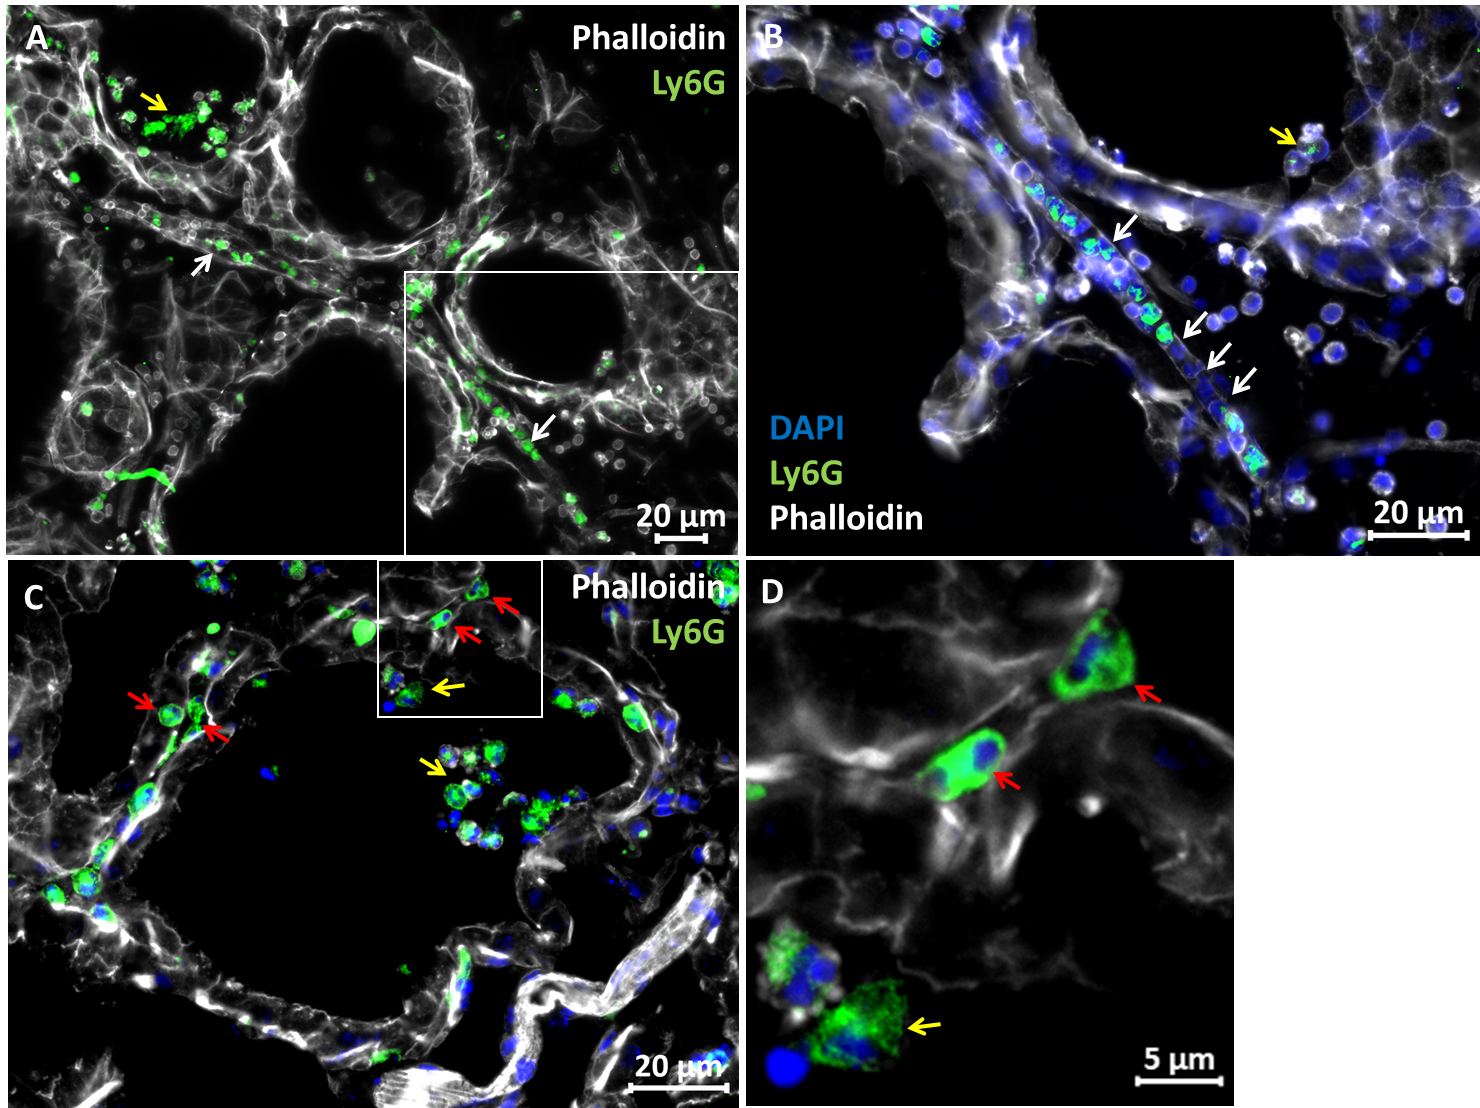 A
Phalloidin
Ly6G
20 µm
B
DAPI
Ly6G
Phalloidin
20 µm
C
Phalloidin
Ly6G
20 µm
D
5 µm